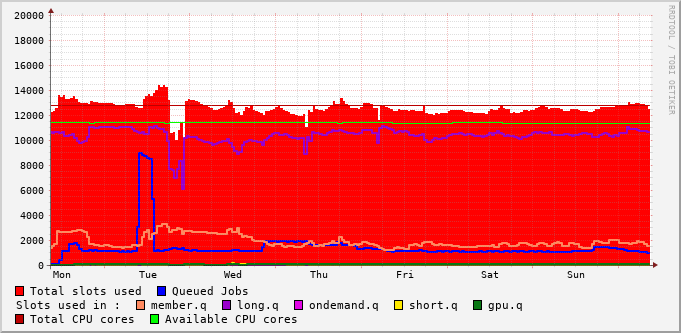 20000
18000
16000
14000
12000
10000
8000
6000
4000
2000
0
Mon Tue Wed Thu Fri Sat Sun
RRDTOOL / TOBI OETIKER
Total slots used Queued Jobs
Slots used in : member.q long.q ondemand.q short.q gpu.q
Total CPU cores Available CPU cores